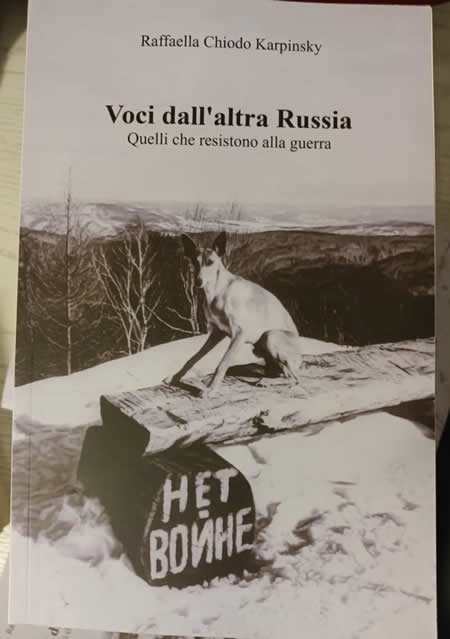 Raffaella Chiodo Karpinsky
Voci dall'altra Russia
Quelli che resistono alla guerra
НЕТ
ВОЙНЕ